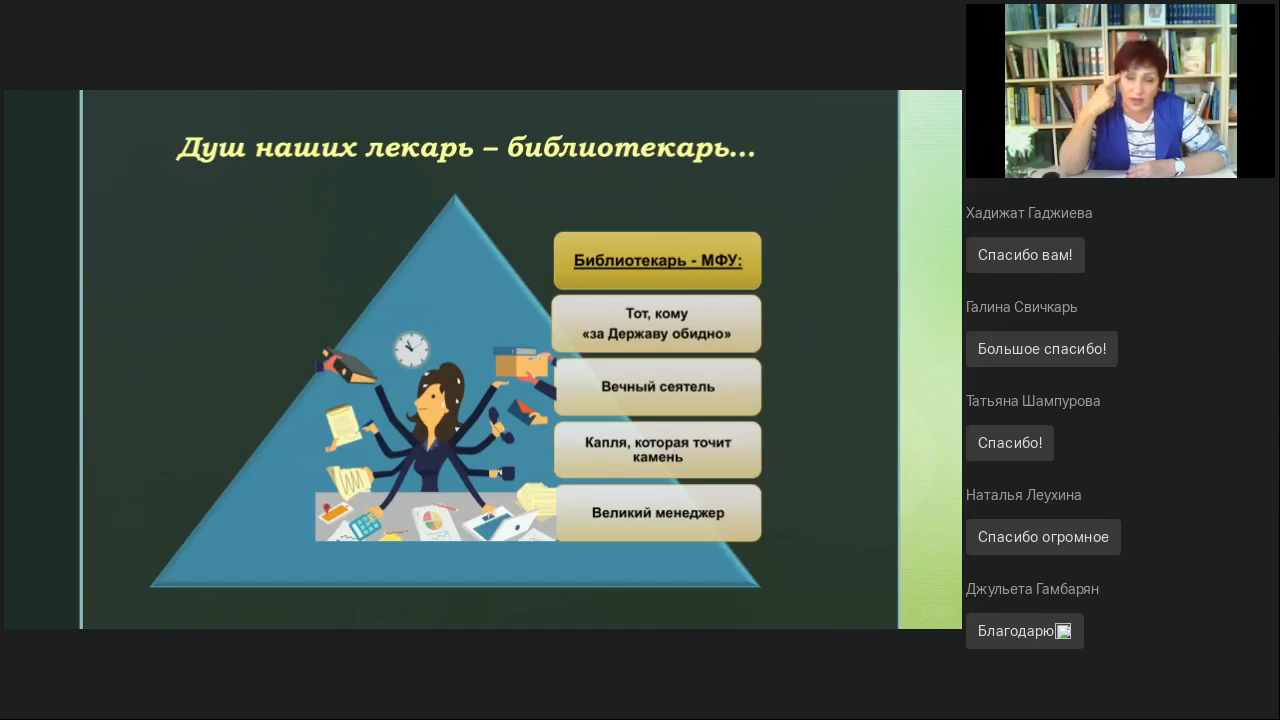 Душ наших лекарь – библиотекарь...
Библиотекарь - МФУ:
Тот, кому
«за Державу обидно»
Вечный сеятель
Капля, которая точит
камень
Великий менеджер
Хадижат Гаджиева
Спасибо вам!
Галина Свичкарь
Большое спасибо!
Татьяна Шампурова
Спасибо!
Наталья Леухина
Спасибо огромное
Джульета Гамбарян
Благодарю